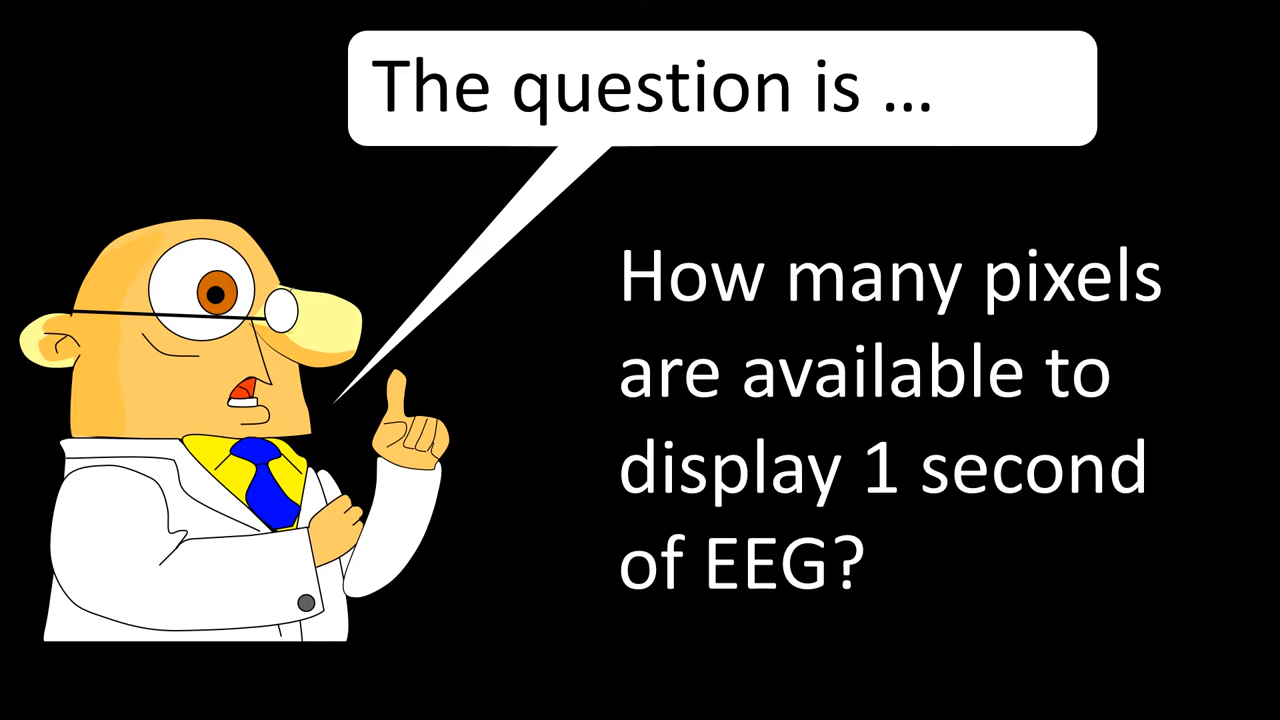 The question is ...
How many pixels
are available to
display 1 second
of EEG?